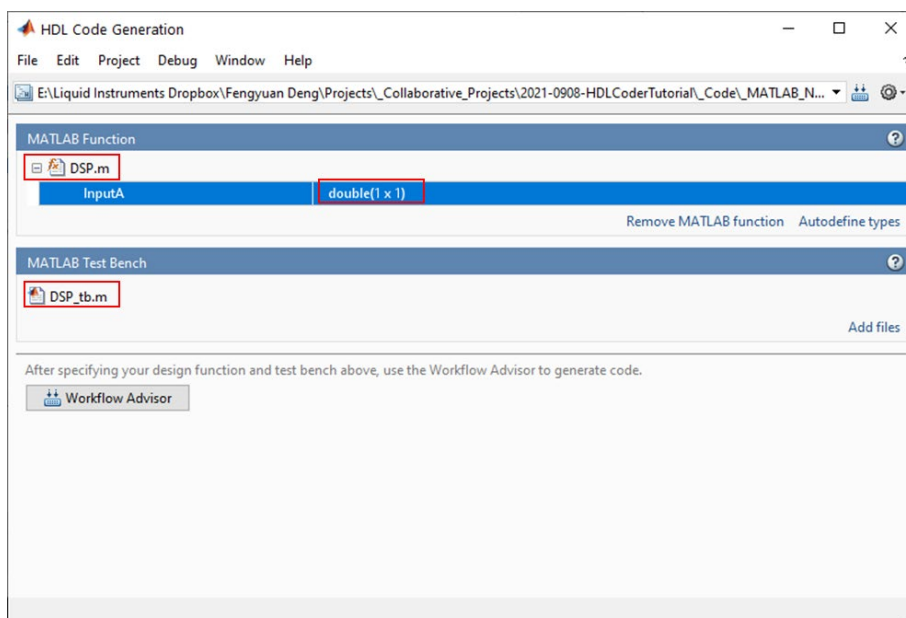 HDL Code Generation
File Edit Project Debug Window Help
E:\Liquid Instruments Dropbox\Fengyuan Deng\Projects\_Collaborative_Projects\2021-0908-HDLCoderTutorial\_Code\_MATLAB_N...
MATLAB Function
DSP.m
InputA double(1 x 1)
Remove MATLAB function Autodefine types
MATLAB Test Bench
DSP_tb.m
Add files
After specifying your design function and test bench above, use the Workflow Advisor to generate code.
Workflow Advisor